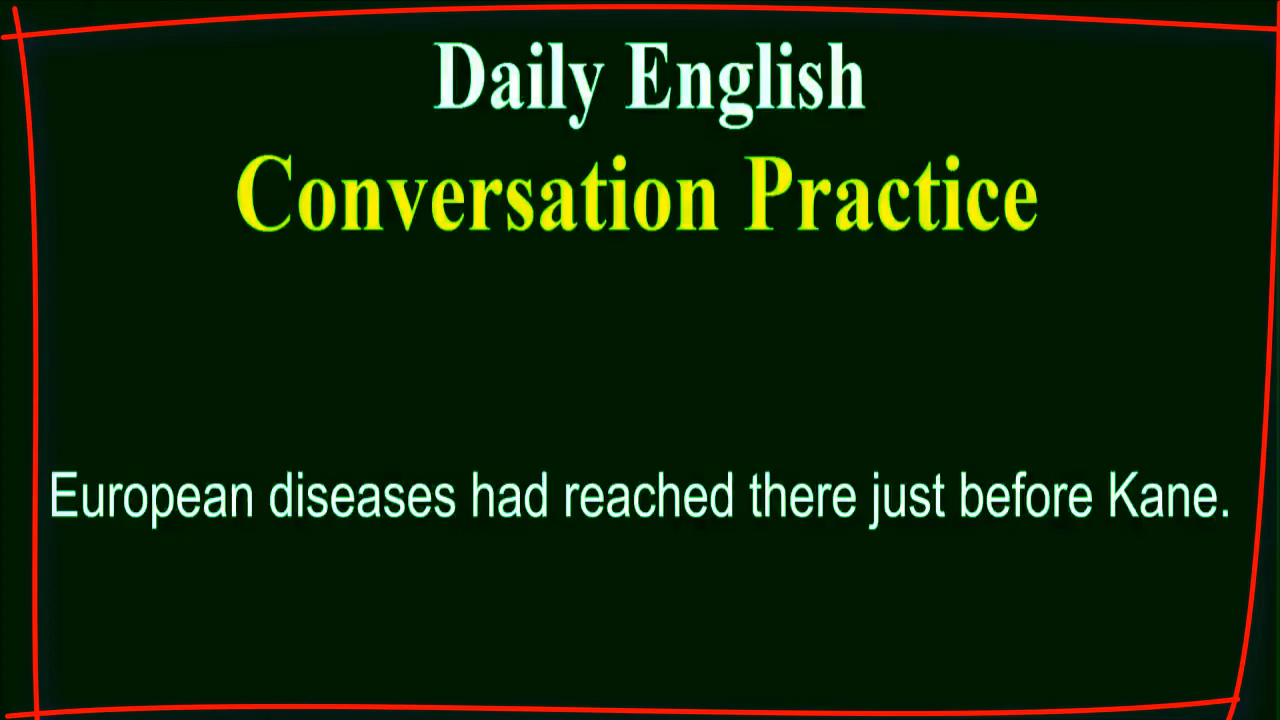 Daily English
Conversation Practice
European diseases had reached there just before Kane.